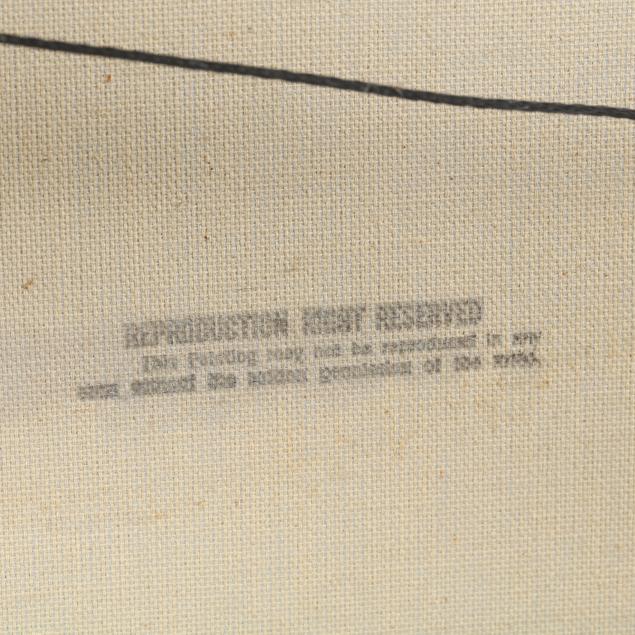 REPRODUCTION RIGHT RESERVED
This Painting may not be reproduced in any
form without the written permission of the artist.